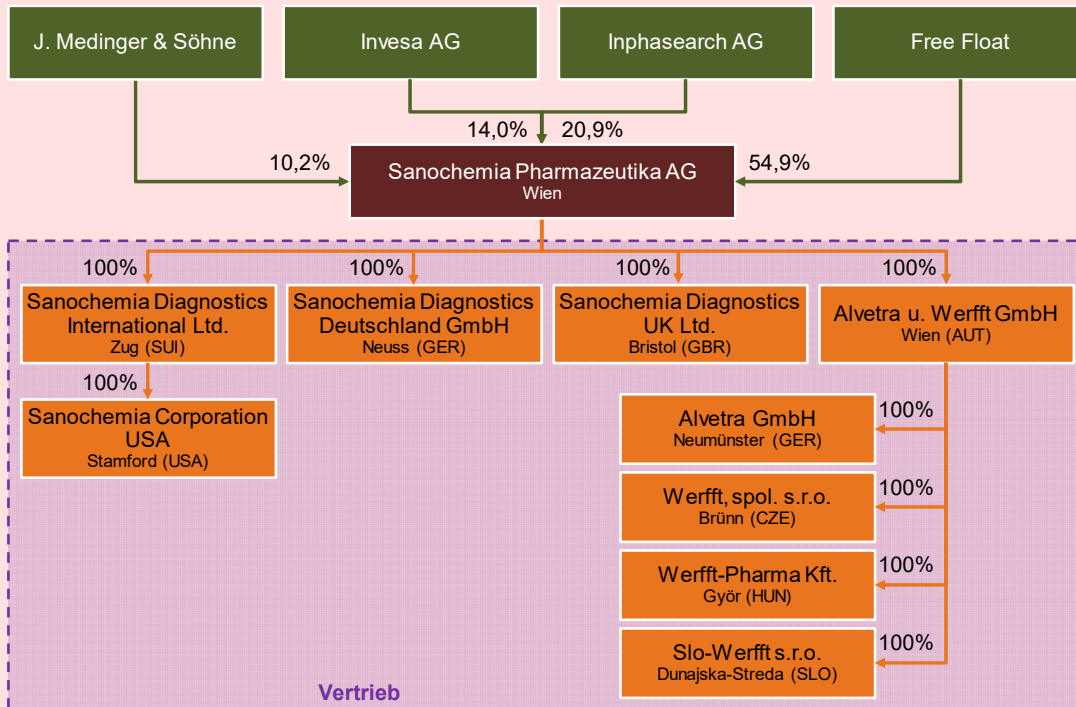 J. Medinger & Söhne
Invesa AG
Inphasearch AG
Free Float
14,0%
20,9%
10,2%
54,9%
Sanochemia Pharmazeutika AG
Wien
100%
100%
100%
100%
Sanochemia Diagnostics
International Ltd.
Zug (SUI)
Sanochemia Diagnostics
Deutschland GmbH
Neuss (GER)
Sanochemia Diagnostics
UK Ltd.
Bristol (GBR)
Alvetra u. Werfft GmbH
Wien (AUT)
100%
Sanochemia Corporation
USA
Stamford (USA)
Alvetra GmbH
Neumünster (GER)
100%
Werfft, spol. s.r.o.
Brünn (CZE)
100%
Werfft-Pharma Kft.
Györ (HUN)
100%
Slo-Werfft s.r.o.
Dunajska-Streda (SLO)
100%
Vertrieb